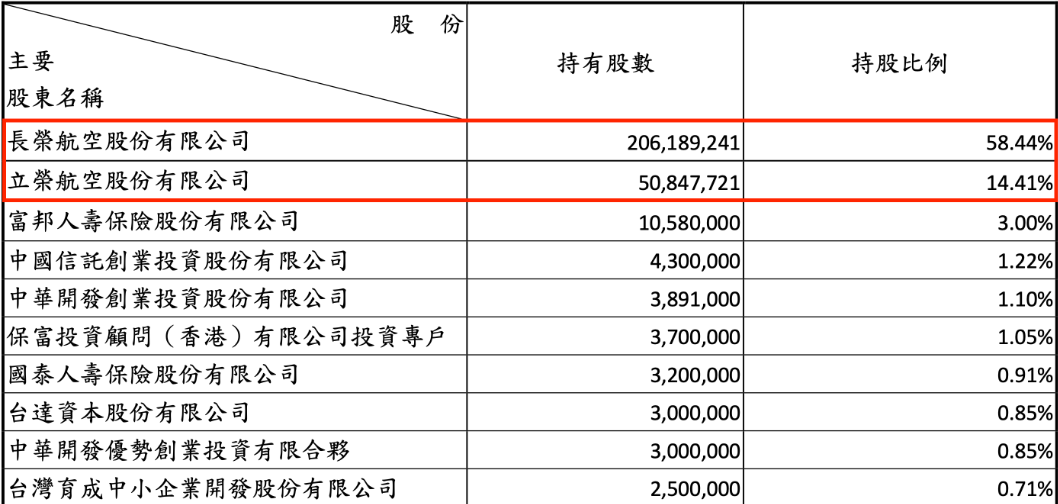 股 份
主要
股東名稱
持有股數
持股比例
長榮航空股份有限公司 206,189,241 58.44%
立榮航空股份有限公司 50,847,721 14.41%
富邦人壽保險股份有限公司 10,580,000 3.00%
中國信託創業投資股份有限公司 4,300,000 1.22%
中華開發創業投資股份有限公司 3,891,000 1.10%
保富投資顧問（香港）有限公司投資專戶 3,700,000 1.05%
國泰人壽保險股份有限公司 3,200,000 0.91%
台達資本股份有限公司 3,000,000 0.85%
中華開發優勢創業投資有限合夥 3,000,000 0.85%
台灣育成中小企業開發股份有限公司 2,500,000 0.71%